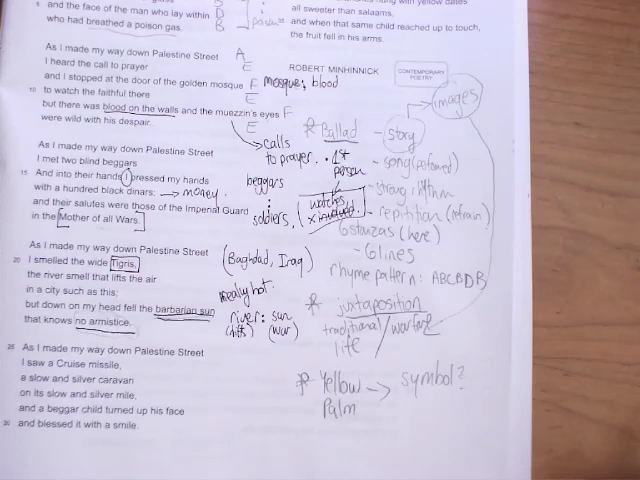 and the face of the man who lay within
who had breathed a poison gas.
poison
all sweeter than salaams,
and when that same child reached up to touch,
the fruit fell in his arms.
ROBERT MINHINNICK
CONTEMPORARY
POETRY
As I made my way down Palestine Street
I heard the call to prayer
and I stopped at the door of the golden mosque
10 to watch the faithful there
but there was blood on the walls and the muezzin's eyes
were wild with his despair.
A
E
F
E
F
E
mosque; blood
calls
to prayer.
As I made my way down Palestine Street
I met two blind beggars
15 And into their hands I pressed my hands
with a hundred black dinars;
and their salutes were those of the Imperial Guard
in the Mother of all Wars.
money.
beggars
:
soldiers,
As I made my way down Palestine Street
20 I smelled the wide Tigris,
the river smell that lifts the air
in a city such as this;
but down on my head fell the barbarian sun
that knows no armistice.
(Baghdad, Iraq)
really hot.
river: sun
(lifts) (war)
25 As I made my way down Palestine Street
I saw a Cruise missile,
a slow and silver caravan
on its slow and silver mile,
and a beggar child turned up his face
30 and blessed it with a smile.
images
* Ballad - story
• 1st
person
watches
x involved.
- song (performed)
- strong rhythm
- repitition (refrain)
6 stanzas (here)
- 6 lines
rhyme pattern: ABCBDB
* juxtaposition
traditional / warfare
life
* Yellow → symbol?
Palm